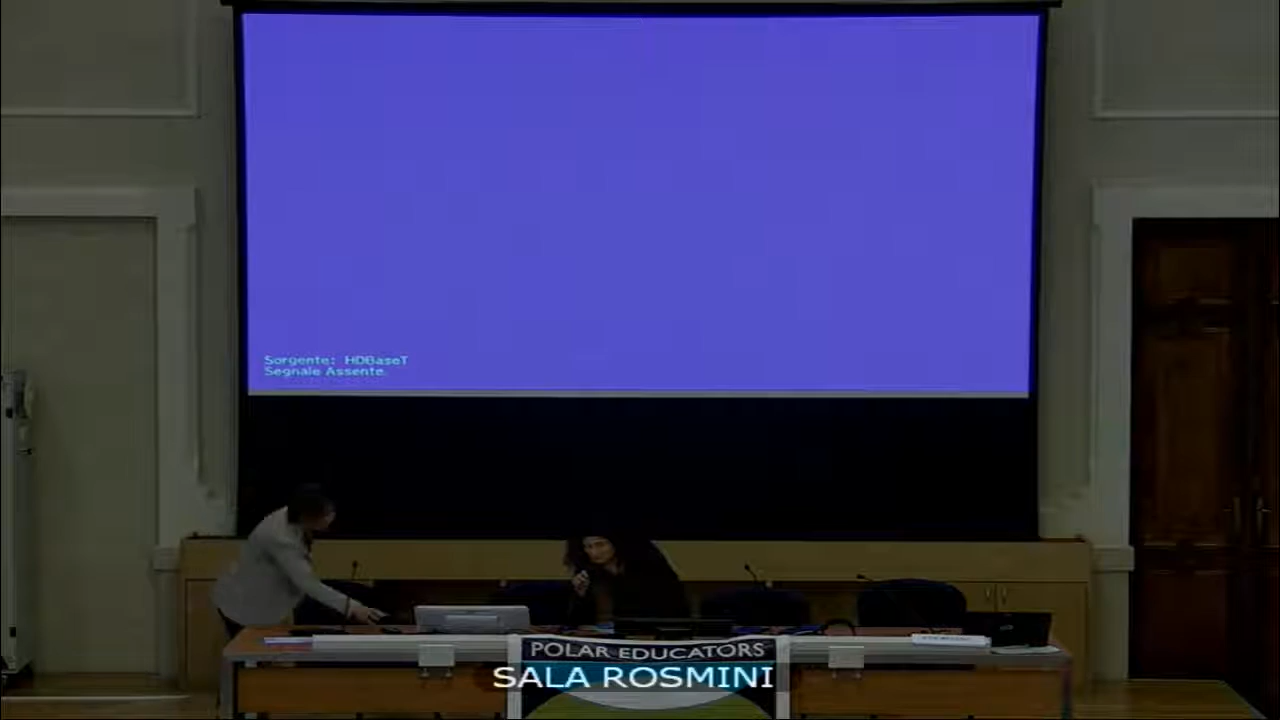 Sorgente: HDBaseT
Segnale Assente.
POLAR EDUCATORS
SALA ROSMINI